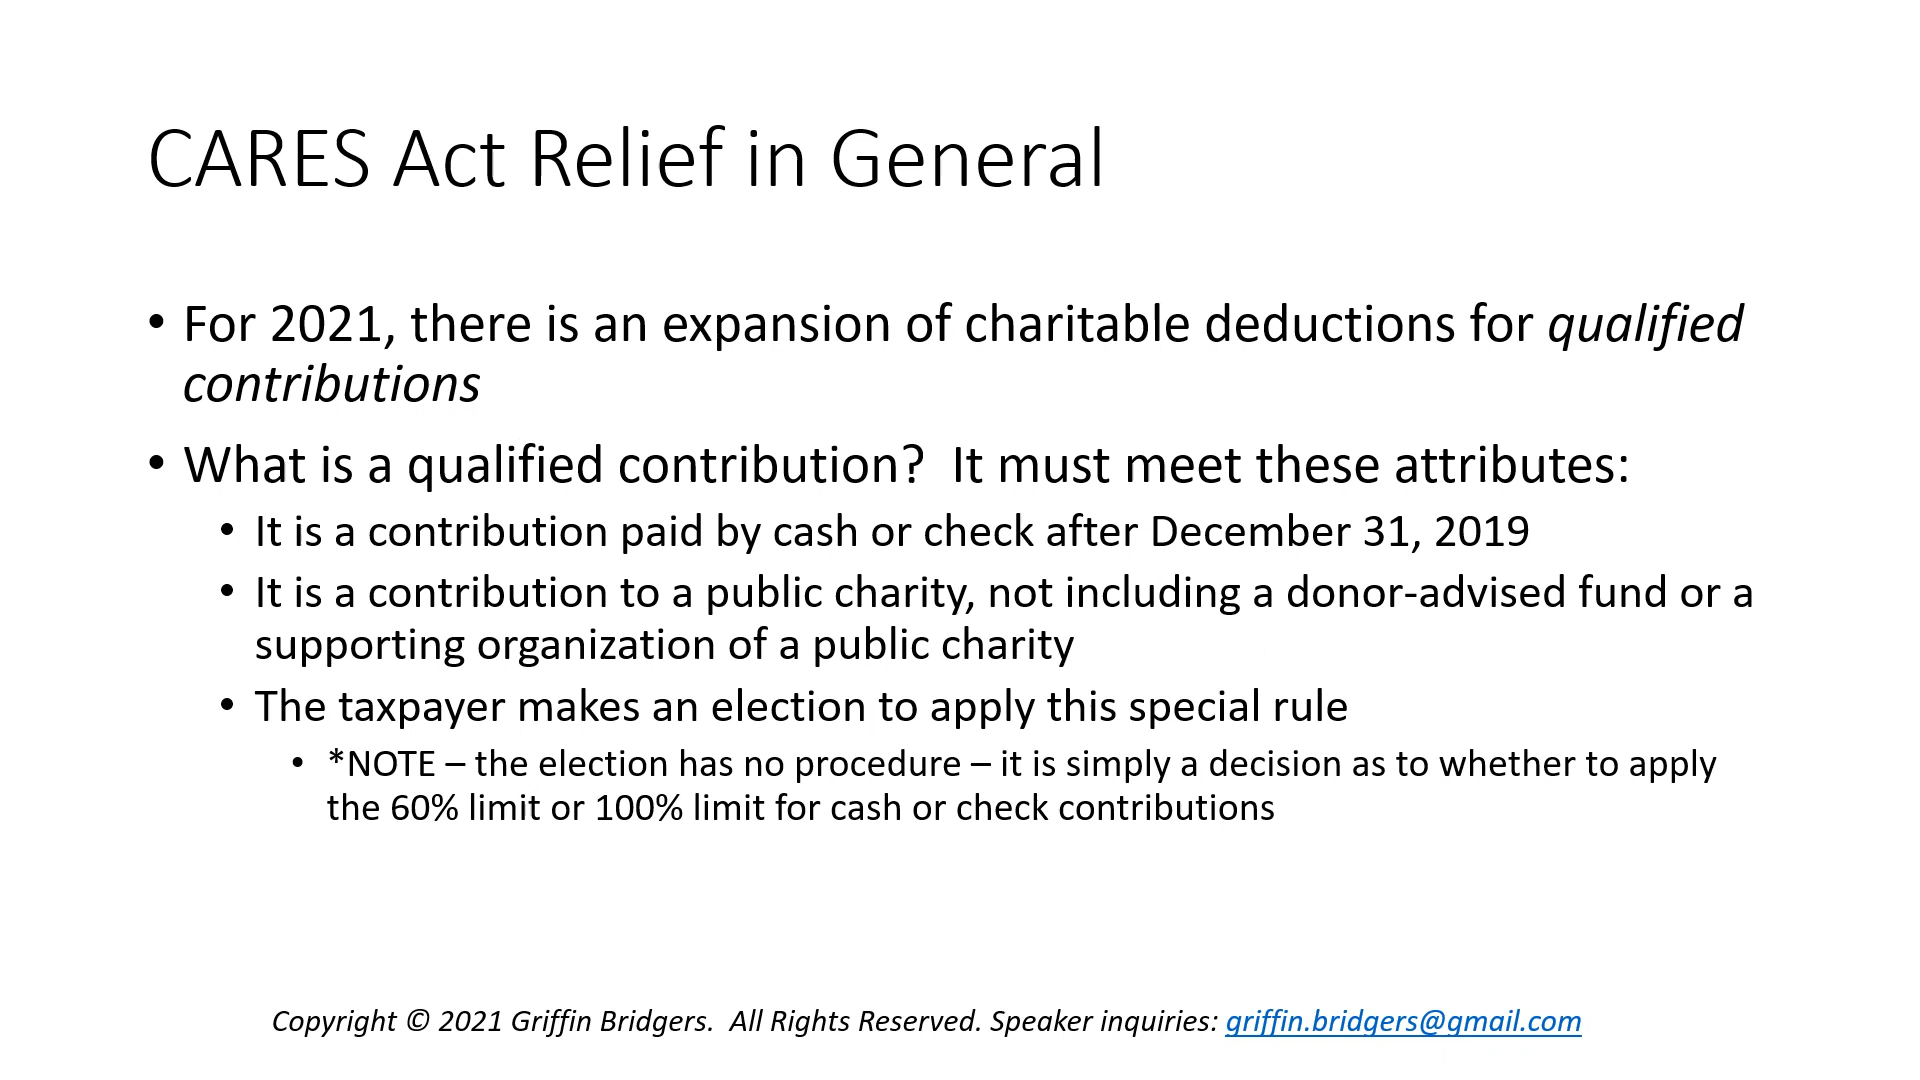 CARES Act Relief in General
• For 2021, there is an expansion of charitable deductions for qualified
contributions
• What is a qualified contribution?  It must meet these attributes:
• It is a contribution paid by cash or check after December 31, 2019
• It is a contribution to a public charity, not including a donor-advised fund or a
supporting organization of a public charity
• The taxpayer makes an election to apply this special rule
• *NOTE – the election has no procedure – it is simply a decision as to whether to apply
the 60% limit or 100% limit for cash or check contributions
Copyright © 2021 Griffin Bridgers.  All Rights Reserved. Speaker inquiries: griffin.bridgers@gmail.com